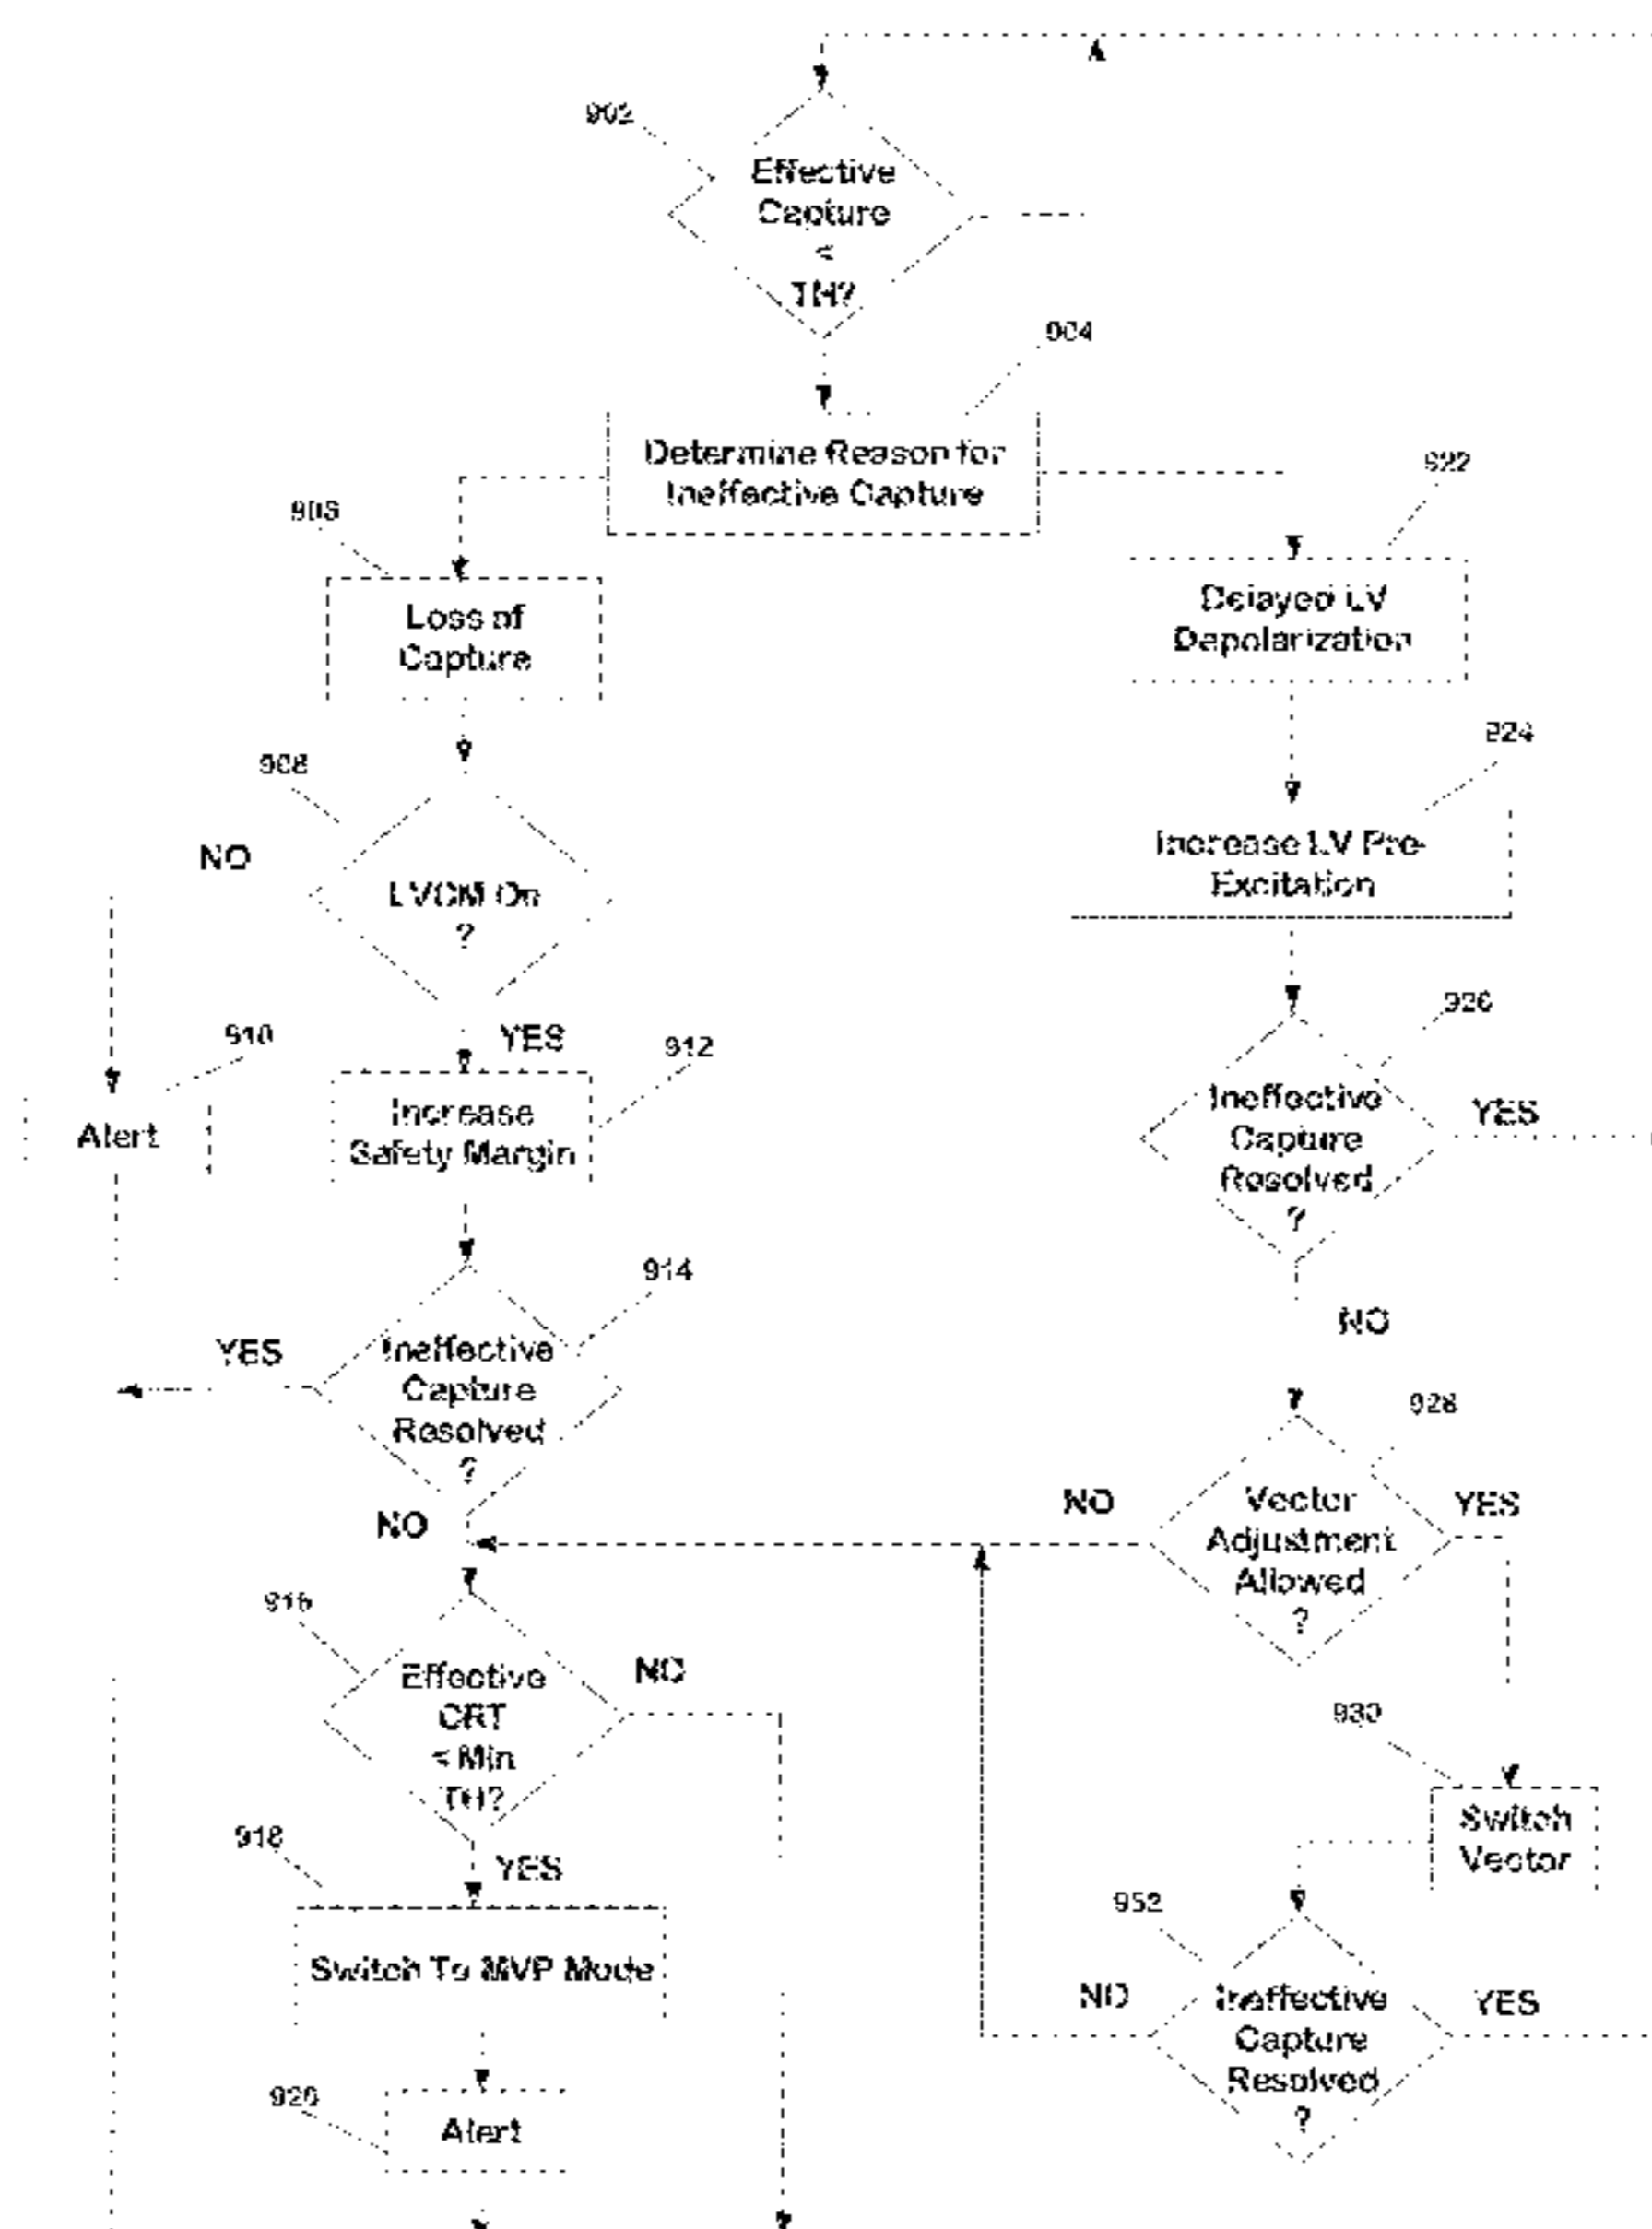 902
Effective
Capture
<
TH?
904
Determine Reason for
Ineffective Capture
906
Loss of
Capture
922
Delayed LV
Depolarization
908
NO
LVCM On
?
YES
924
Increase LV Pre-
Excitation
910
Alert
912
Increase
Safety Margin
926
Ineffective
Capture
Resolved
?
YES
NO
914
YES
Ineffective
Capture
Resolved
?
NO
928
NO
Vector
Adjustment
Allowed
?
YES
916
Effective
CRT
< Min
TH?
NO
YES
930
Switch
Vector
918
Switch To MVP Mode
952
NO
Ineffective
Capture
Resolved
?
YES
920
Alert